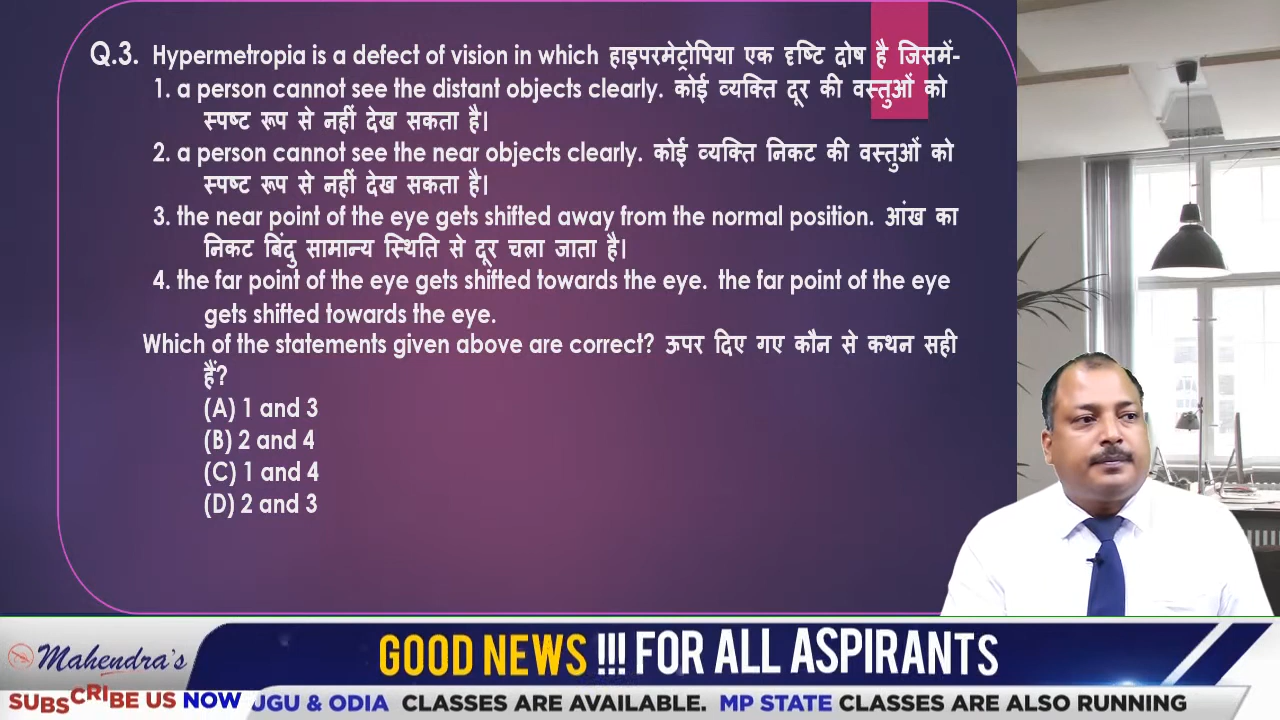 Q.3. Hypermetropia is a defect of vision in which हाइपरमेट्रोपिया एक दृष्टि दोष है जिसमें-
1. a person cannot see the distant objects clearly. कोई व्यक्ति दूर की वस्तुओं को
स्पष्ट रूप से नहीं देख सकता है।
2. a person cannot see the near objects clearly. कोई व्यक्ति निकट की वस्तुओं को
स्पष्ट रूप से नहीं देख सकता है।
3. the near point of the eye gets shifted away from the normal position. आंख का
निकट बिंदु सामान्य स्थिति से दूर चला जाता है।
4. the far point of the eye gets shifted towards the eye. the far point of the eye
gets shifted towards the eye.
Which of the statements given above are correct? ऊपर दिए गए कौन से कथन सही
हैं?
(A) 1 and 3
(B) 2 and 4
(C) 1 and 4
(D) 2 and 3
Mahendra's
GOOD NEWS !!! FOR ALL ASPIRANTS
SUBSCRIBE US NOW
UGU & ODIA CLASSES ARE AVAILABLE. MP STATE CLASSES ARE ALSO RUNNING